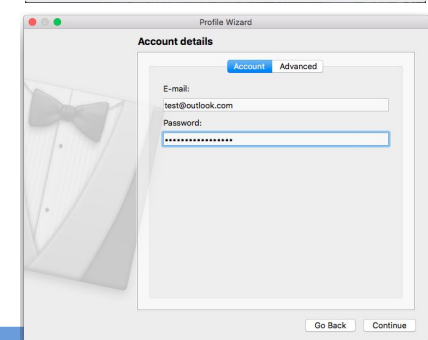 Profile Wizard
Account details
Account Advanced
E-mail:
test@outlook.com
Password:
•••••••••••••••••
Go Back Continue